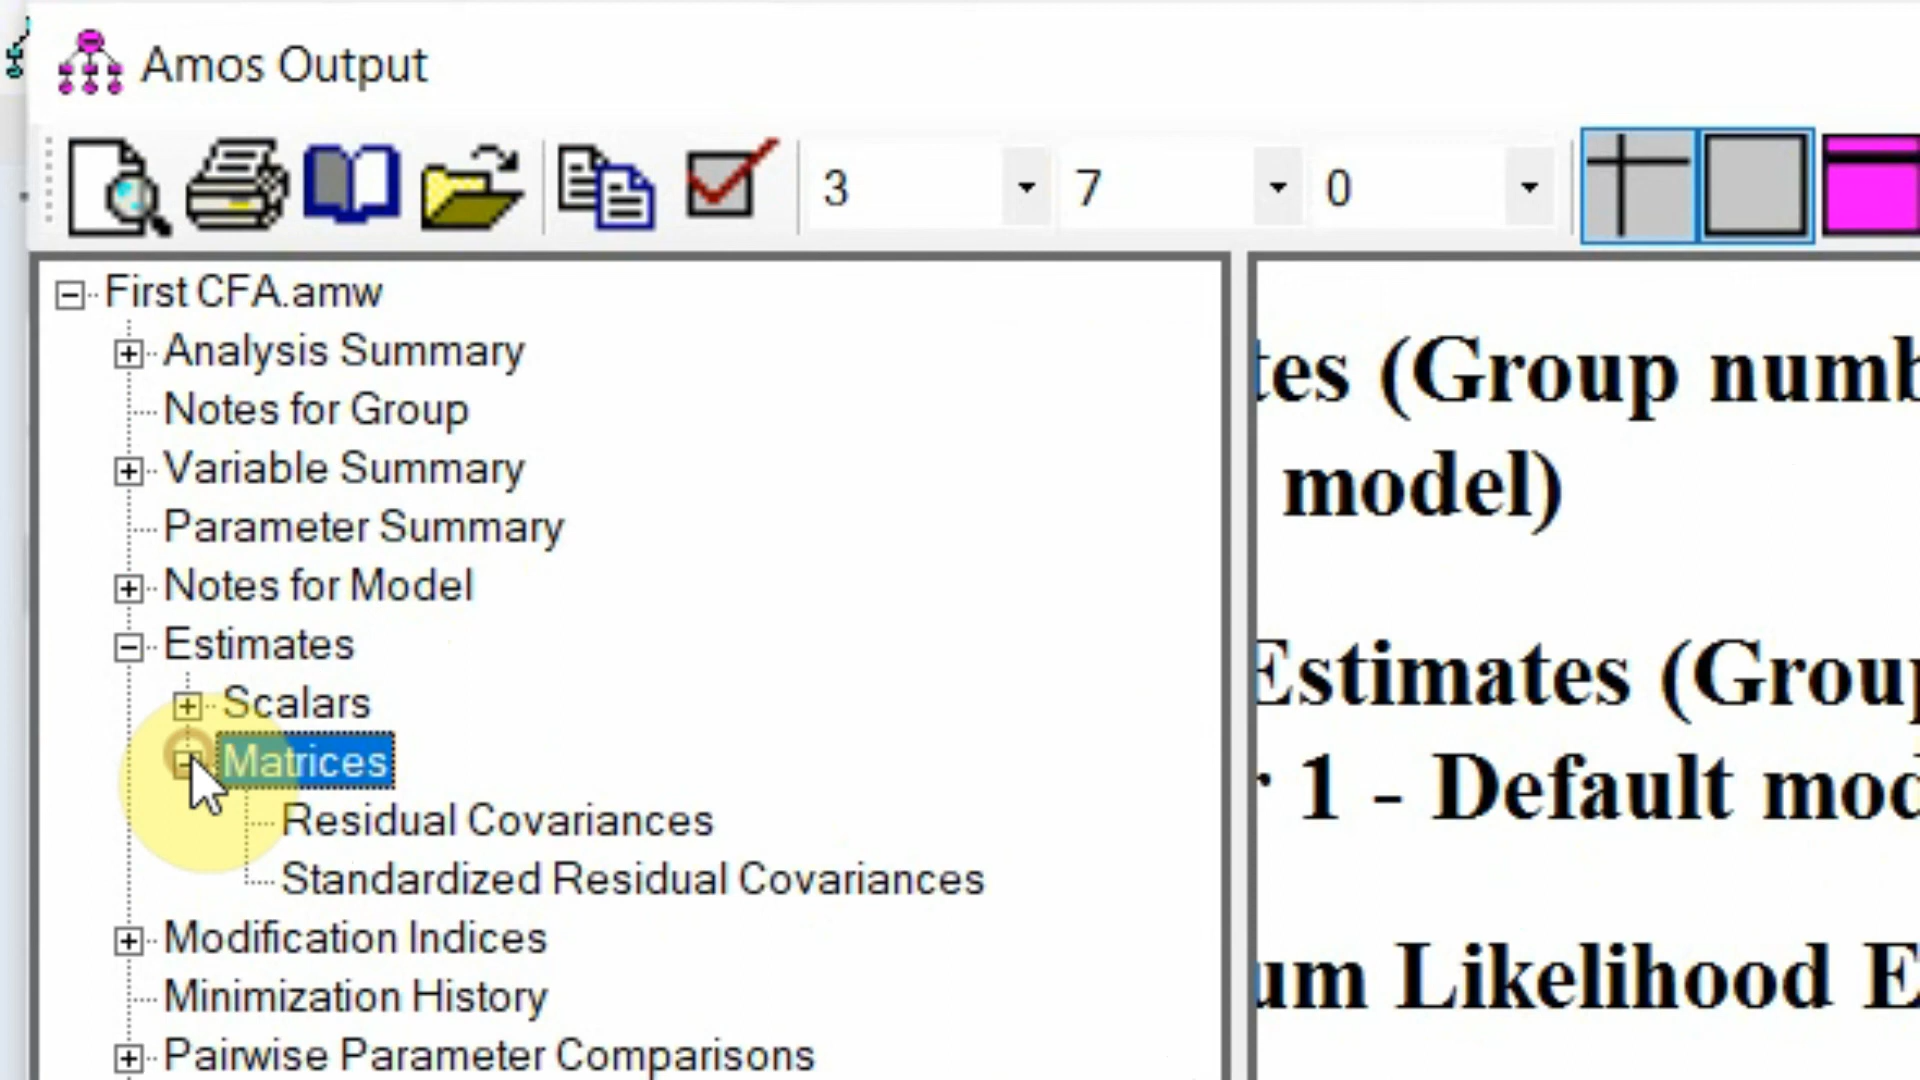 Amos Output
3 7 0
First CFA.amw
Analysis Summary
Notes for Group
Variable Summary
Parameter Summary
Notes for Model
Estimates
Scalars
Matrices
Residual Covariances
Standardized Residual Covariances
Modification Indices
Minimization History
Pairwise Parameter Comparisons
tes (Group numb
model)
Estimates (Group
r 1 - Default mod
um Likelihood E